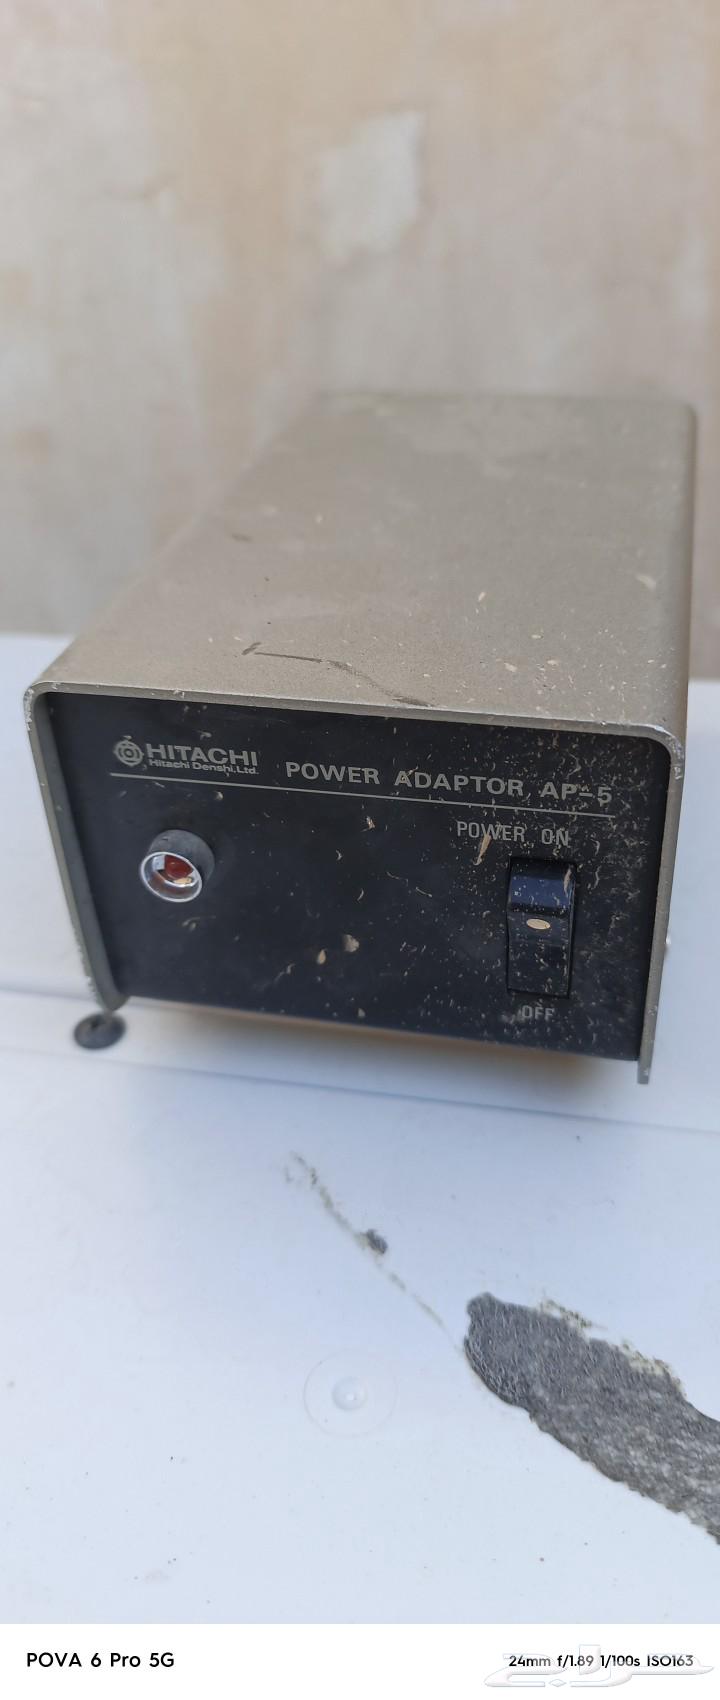 HITACHI
Hitachi Denshi, Ltd.
POWER ADAPTOR AP-5
POWER ON
OFF
POVA 6 Pro 5G
24mm f/1.89 1/100s ISO163
حراج